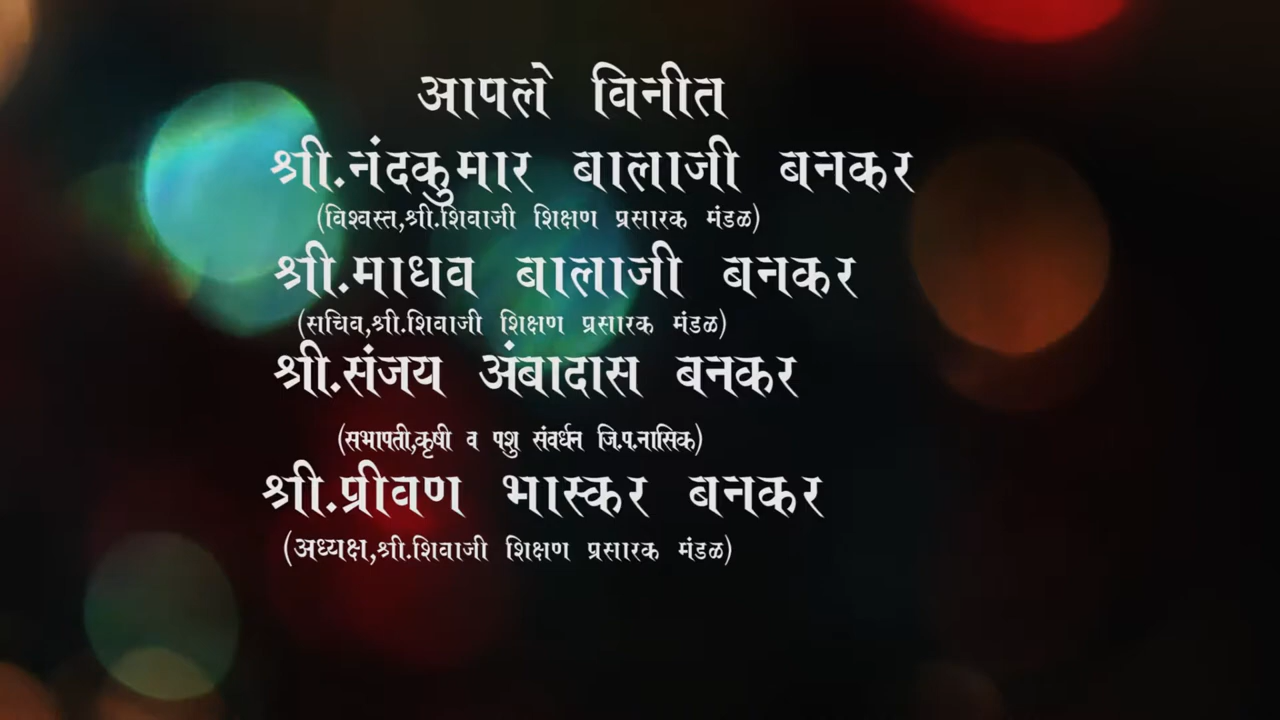 आपले विनीत
श्री.नंदकुमार बालाजी बनकर
(विश्वस्त,श्री.शिवाजी शिक्षण प्रसारक मंडळ)
श्री.माधव बालाजी बनकर
(सचिव,श्री.शिवाजी शिक्षण प्रसारक मंडळ)
श्री.संजय अंबादास बनकर
(सभापती,कृषी व पशु संवर्धन जि.प.नासिक)
श्री.प्रीवण भास्कर बनकर
(अध्यक्ष,श्री.शिवाजी शिक्षण प्रसारक मंडळ)